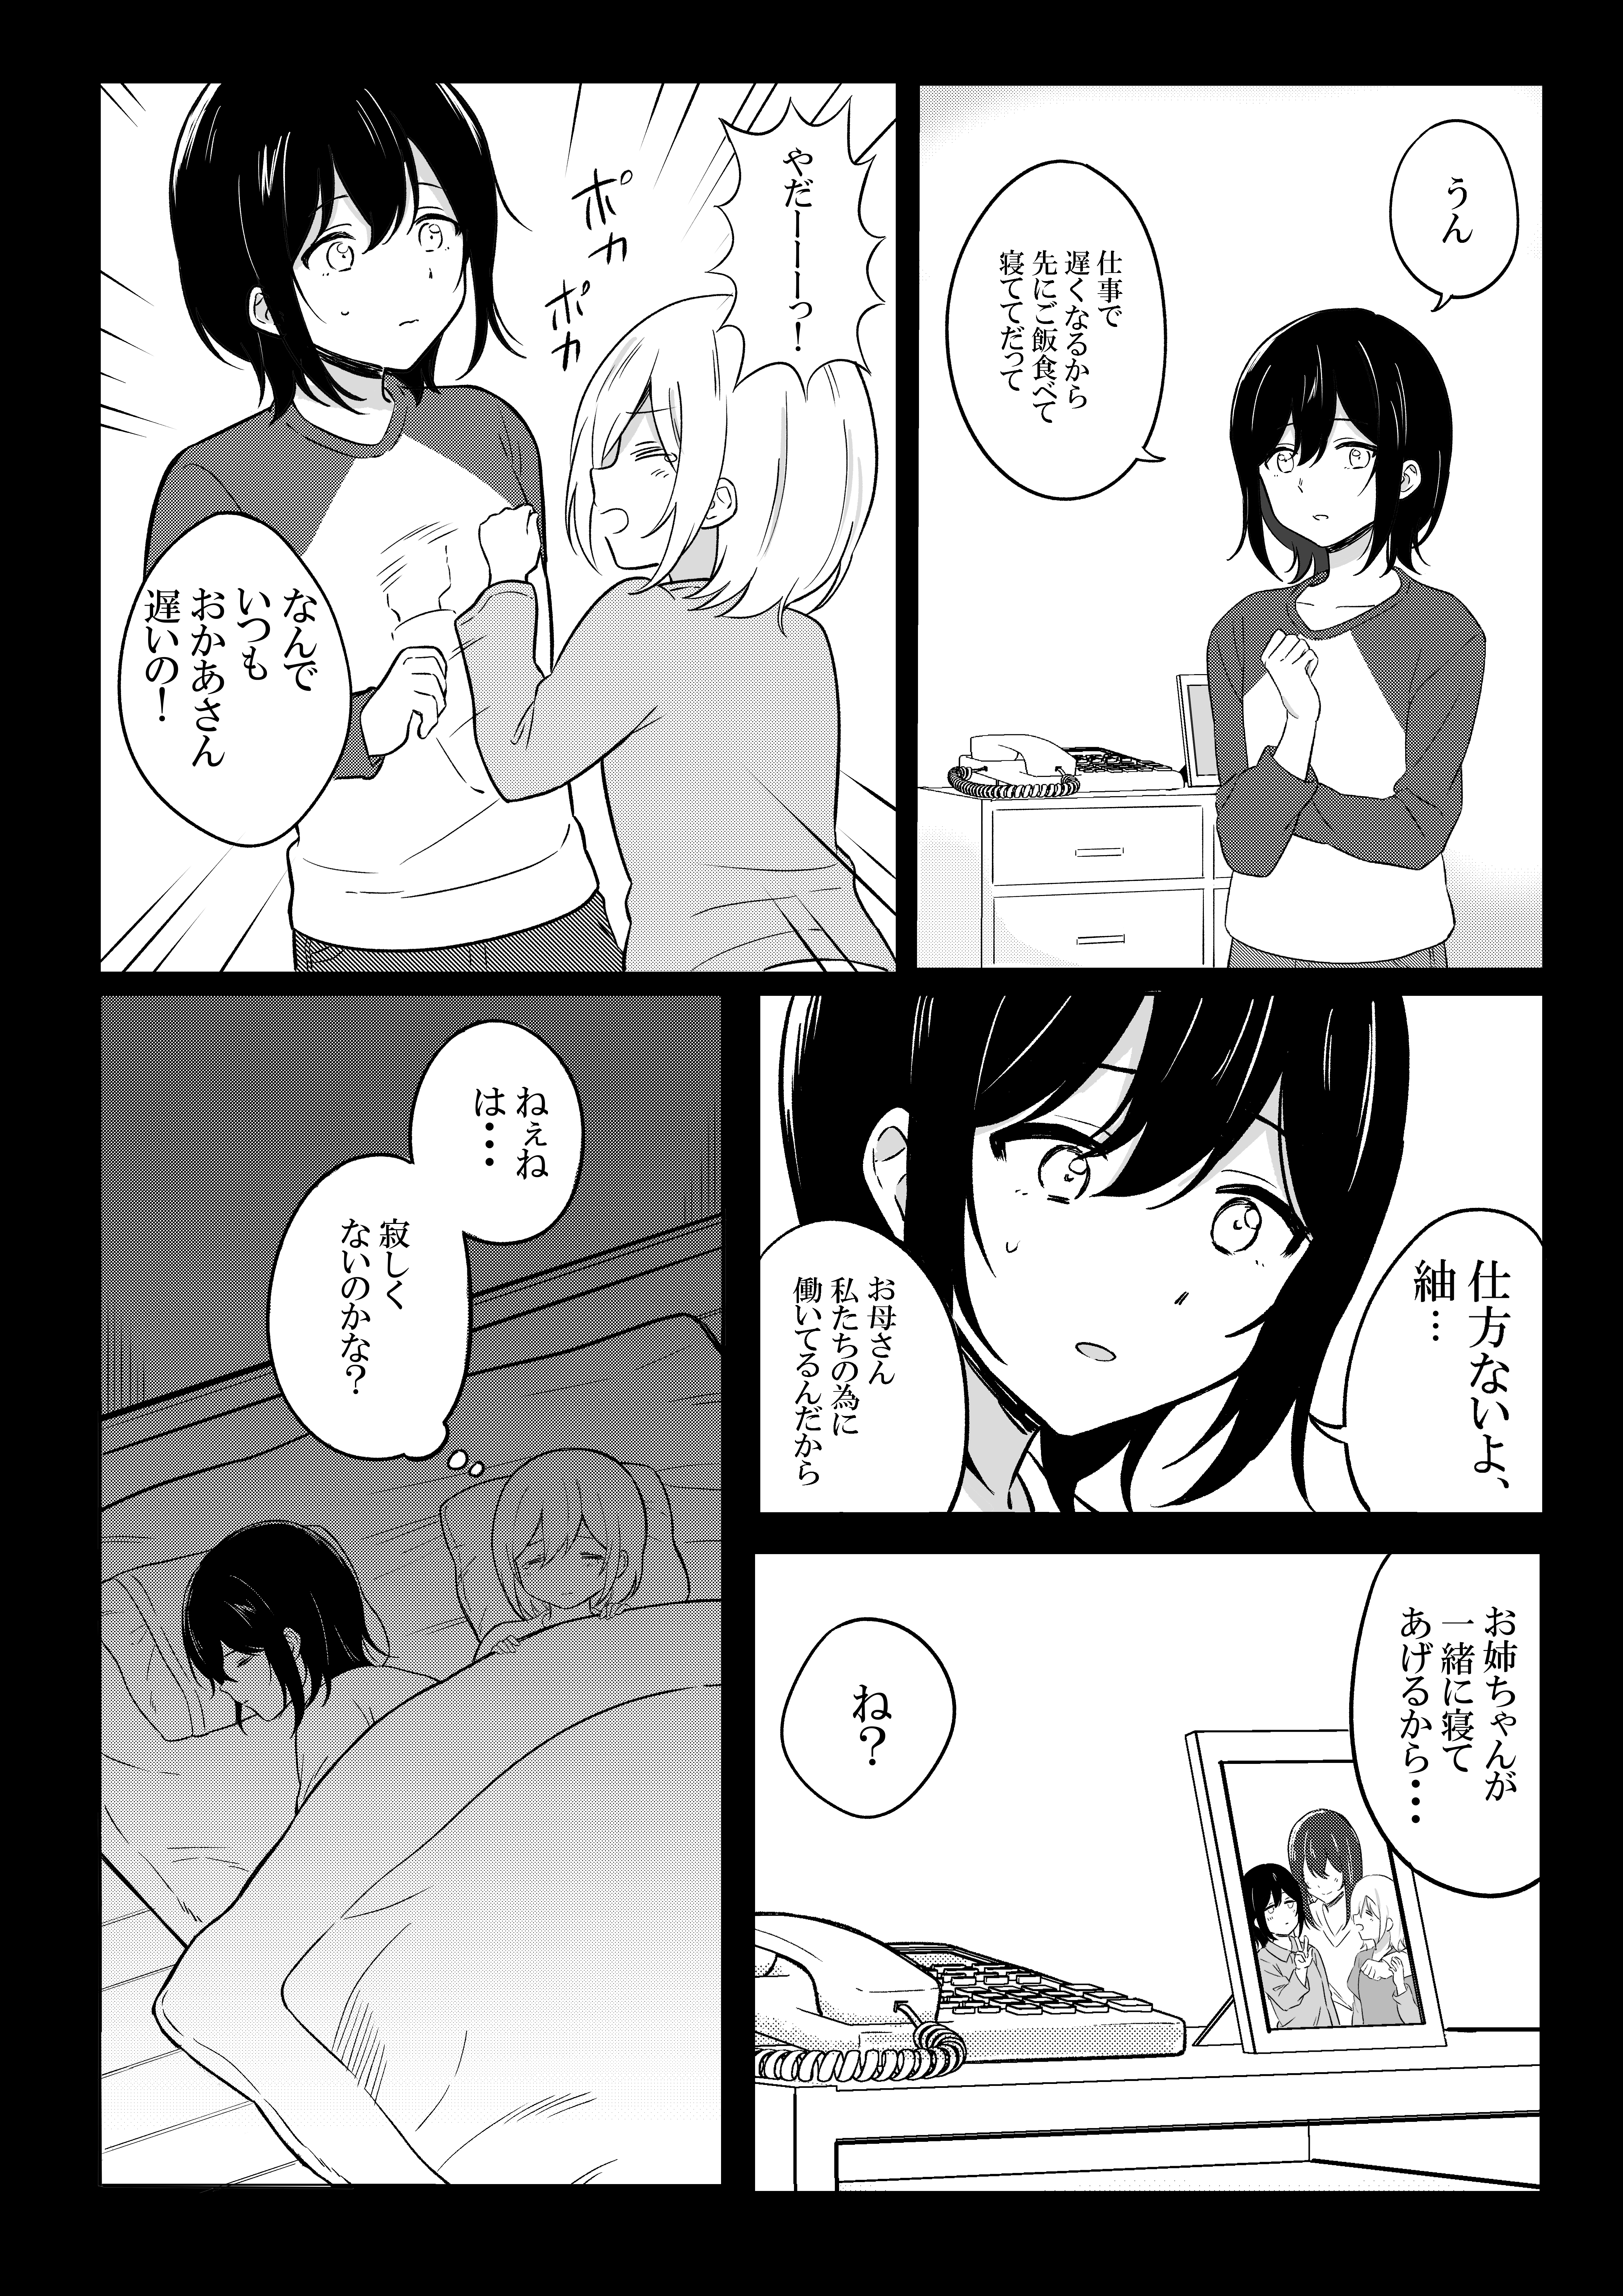 うん
仕事で
遅くなるから
先にご飯食べて
寝ててだって
やだーーーっ！
ポカ
ポカ
なんで
いつも
おかあさん
遅いの！
仕方ないよ、
紬…
お母さん
私たちの為に
働いてるんだから
お姉ちゃんが
一緒に寝て
あげるから・・・
ね？
ねぇね
は・・・
寂しく
ないのかな？